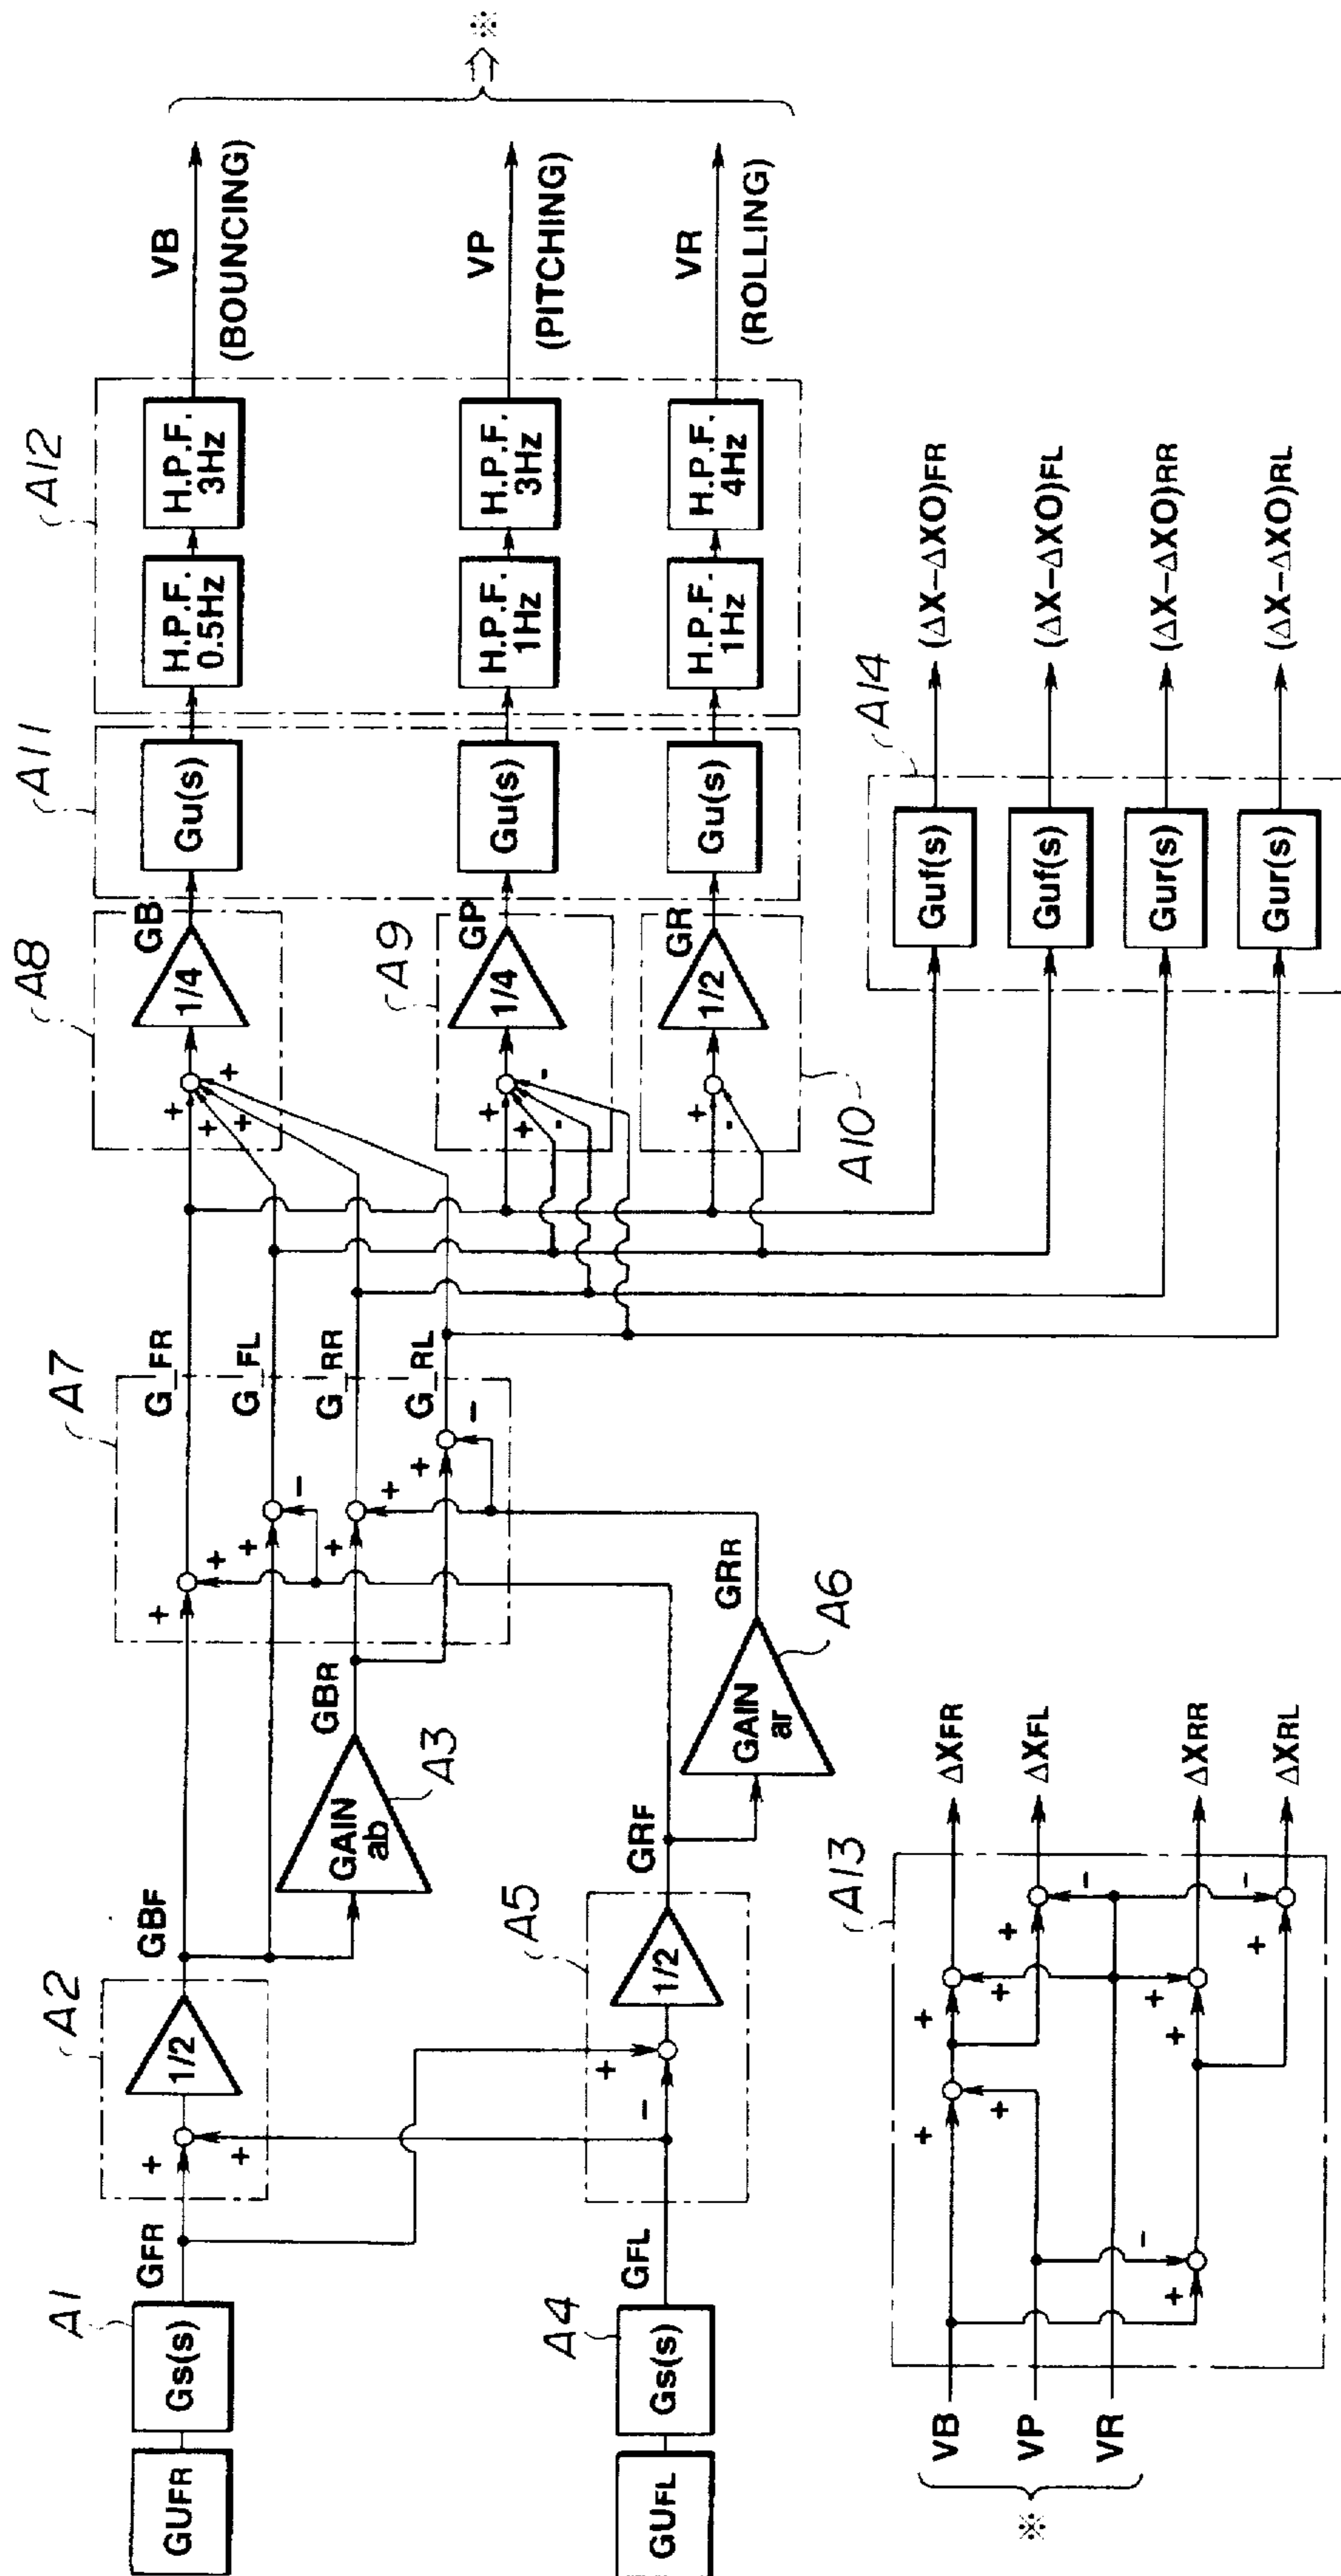 A1
A2
A7
A8
A11
A12
GUFR
Gs(s)
GFR
+
+
1/2
GBF
+
+
G_FR
+
+
+
+
1/4
GB
Gu(s)
H.P.F.
0.5Hz
H.P.F.
3Hz
VB
(BOUNCING)
※
+
-
G_FL
GAIN
ab
A3
GBR
+
+
G_RR
+
-
G_RL
A9
+
+
-
-
1/4
GP
Gu(s)
H.P.F.
1Hz
H.P.F.
3Hz
VP
(PITCHING)
A4
GUFL
Gs(s)
GFL
A5
+
-
1/2
GRF
GAIN
ar
A6
GRR
+
-
1/2
GR
A10
Gu(s)
H.P.F.
1Hz
H.P.F.
4Hz
VR
(ROLLING)
A14
Guf(s)
(ΔX-ΔXO)FR
Guf(s)
(ΔX-ΔXO)FL
Gur(s)
(ΔX-ΔXO)RR
Gur(s)
(ΔX-ΔXO)RL
A13
※
VB
VP
VR
+
+
+
+
ΔXFR
+
-
ΔXFL
+
-
+
+
ΔXRR
+
-
ΔXRL